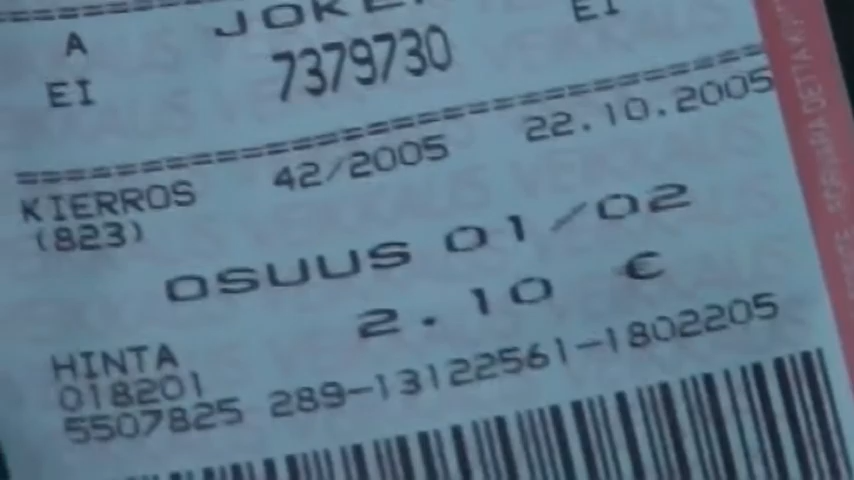 A JOKE EI
EI 7379730
KIERROS 42/2005 22.10.2005
(823)
OSUUS 01/02
HINTA 2.10 €
018201
5507825 289-13122561-1802205